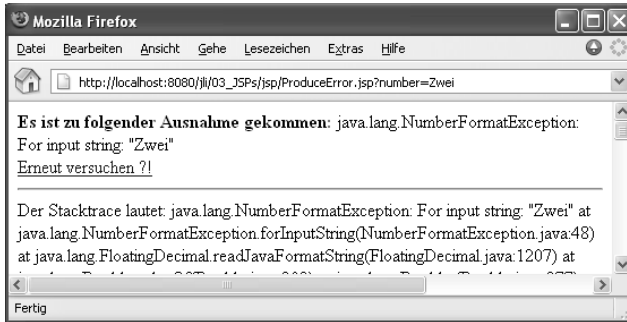 Mozilla Firefox
Datei Bearbeiten Ansicht Gehe Lesezeichen Extras Hilfe
http://localhost:8080/jli/03_JSPs/jsp/ProduceError.jsp?number=Zwei
Es ist zu folgender Ausnahme gekommen: java.lang.NumberFormatException:
For input string: "Zwei"
Erneut versuchen ?!
Der Stacktrace lautet: java.lang.NumberFormatException: For input string: "Zwei" at
java.lang.NumberFormatException.forInputString(NumberFormatException.java:48)
at java.lang.FloatingDecimal.readJavaFormatString(FloatingDecimal.java:1207) at
Fertig